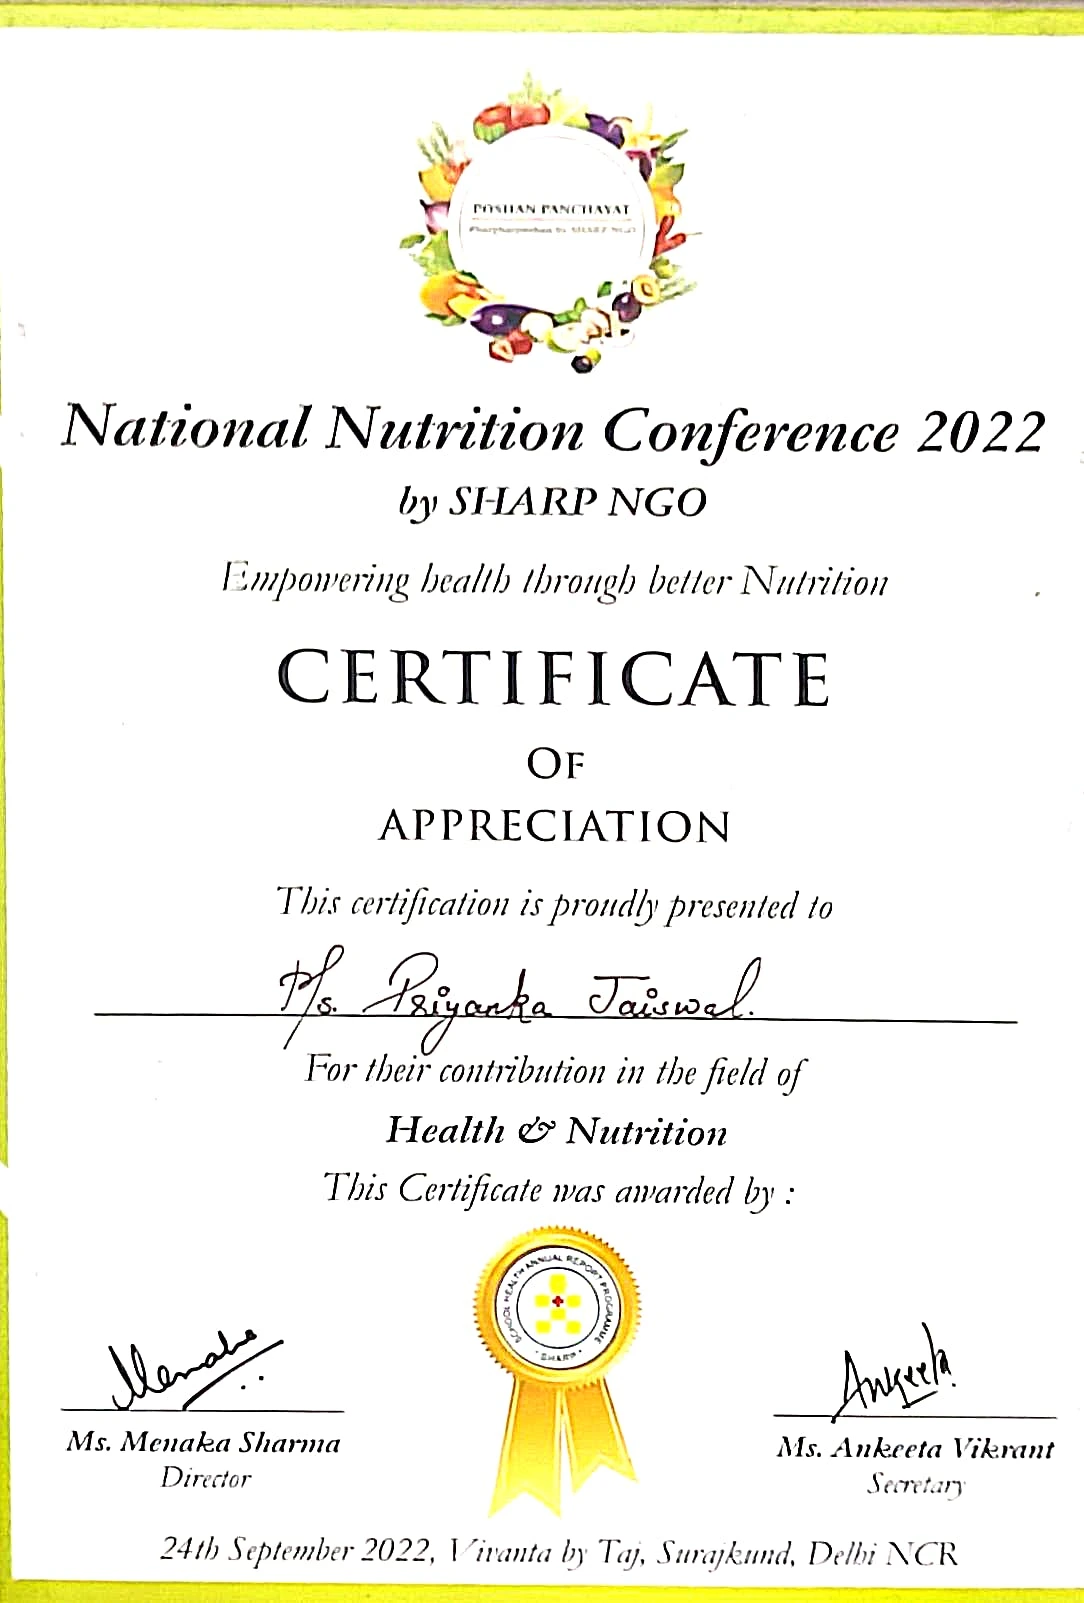 POSHAN PANCHAYAT
by SHARP NGO
National Nutrition Conference 2022
by SHARP NGO
Empowering health through better Nutrition
CERTIFICATE
OF
APPRECIATION
This certification is proudly presented to
Ms. Priyanka Jaiswal.
For their contribution in the field of
Health & Nutrition
This Certificate was awarded by :
SCHOOL HEALTH ANNUAL REPORT PROGRAMME
• SHARP •
Menaka
Ankeeta
Ms. Menaka Sharma
Ms. Ankeeta Vikrant
Director
Secretary
24th September 2022, Vivanta by Taj, Surajkund, Delhi NCR